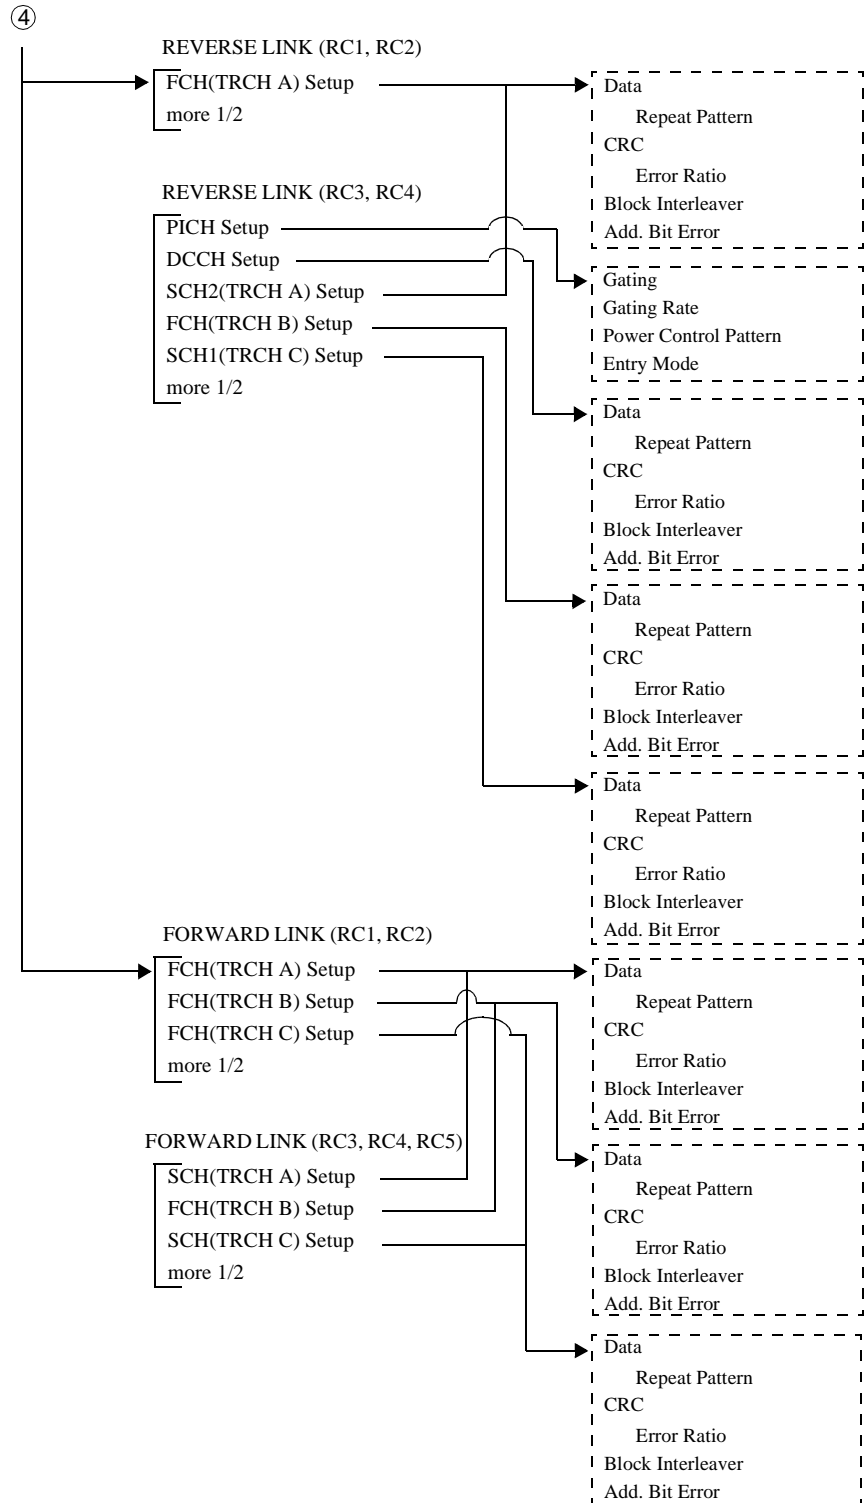 4
REVERSE LINK (RC1, RC2)
FCH(TRCH A) Setup
more 1/2
Data
Repeat Pattern
CRC
Error Ratio
Block Interleaver
Add. Bit Error
REVERSE LINK (RC3, RC4)
PICH Setup
DCCH Setup
SCH2(TRCH A) Setup
FCH(TRCH B) Setup
SCH1(TRCH C) Setup
more 1/2
Gating
Gating Rate
Power Control Pattern
Entry Mode
Data
Repeat Pattern
CRC
Error Ratio
Block Interleaver
Add. Bit Error
Data
Repeat Pattern
CRC
Error Ratio
Block Interleaver
Add. Bit Error
Data
Repeat Pattern
CRC
Error Ratio
Block Interleaver
Add. Bit Error
FORWARD LINK (RC1, RC2)
FCH(TRCH A) Setup
FCH(TRCH B) Setup
FCH(TRCH C) Setup
more 1/2
Data
Repeat Pattern
CRC
Error Ratio
Block Interleaver
Add. Bit Error
FORWARD LINK (RC3, RC4, RC5)
SCH(TRCH A) Setup
FCH(TRCH B) Setup
SCH(TRCH C) Setup
more 1/2
Data
Repeat Pattern
CRC
Error Ratio
Block Interleaver
Add. Bit Error
Data
Repeat Pattern
CRC
Error Ratio
Block Interleaver
Add. Bit Error